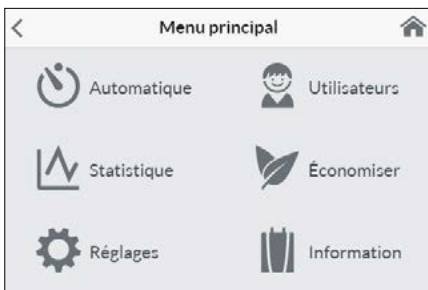 Menu principal
Automatique
Utilisateurs
Statistique
Économiser
Réglages
Information